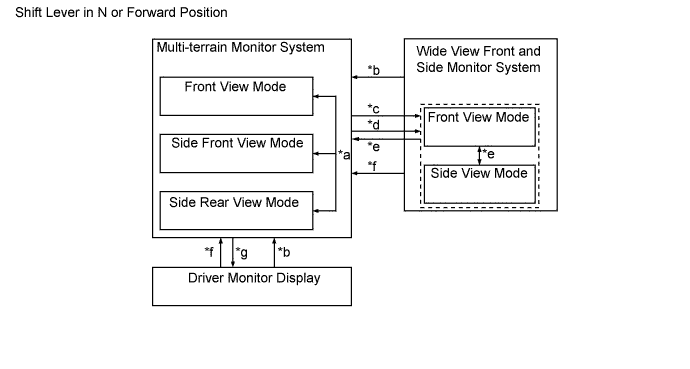 Shift Lever in N or Forward Position
Multi-terrain Monitor System
Wide View Front and
Side Monitor System
*b
Front View Mode
*c
*d
Front View Mode
Side Front View Mode
*a
*e
*e
*f
Side View Mode
Side Rear View Mode
*f
*g
*b
Driver Monitor Display